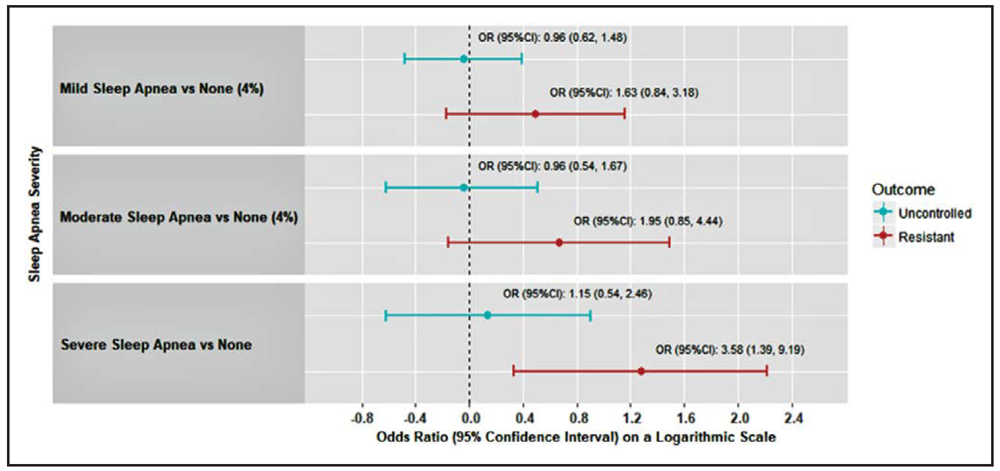 OR (95%CI): 0.96 (0.62, 1.48)
Mild Sleep Apnea vs None (4%)
OR (95%CI): 1.63 (0.84, 3.18)
Sleep Apnea Severity
OR (95%CI): 0.96 (0.54, 1.67)
Moderate Sleep Apnea vs None (4%)
OR (95%CI): 1.95 (0.85, 4.44)
OR (95%CI): 1.15 (0.54, 2.46)
Severe Sleep Apnea vs None
OR (95%CI): 3.58 (1.39, 9.19)
-0.8 -0.4 0.0 0.4 0.8 1.2 1.6 2.0 2.4
Odds Ratio (95% Confidence Interval) on a Logarithmic Scale
Outcome
Uncontrolled
Resistant